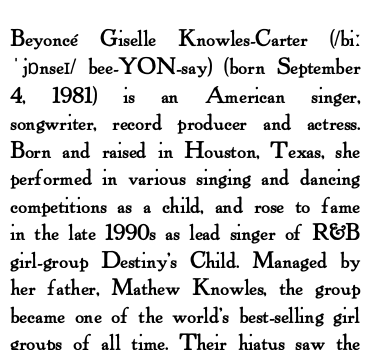 Beyoncé Giselle Knowles-Carter (/biː
ˈjɒnseɪ/ bee-YON-say) (born September
4, 1981) is an American singer,
songwriter, record producer and actress.
Born and raised in Houston, Texas, she
performed in various singing and dancing
competitions as a child, and rose to fame
in the late 1990s as lead singer of R&B
girl-group Destiny's Child. Managed by
her father, Mathew Knowles, the group
became one of the world's best-selling girl
groups of all time. Their hiatus saw the